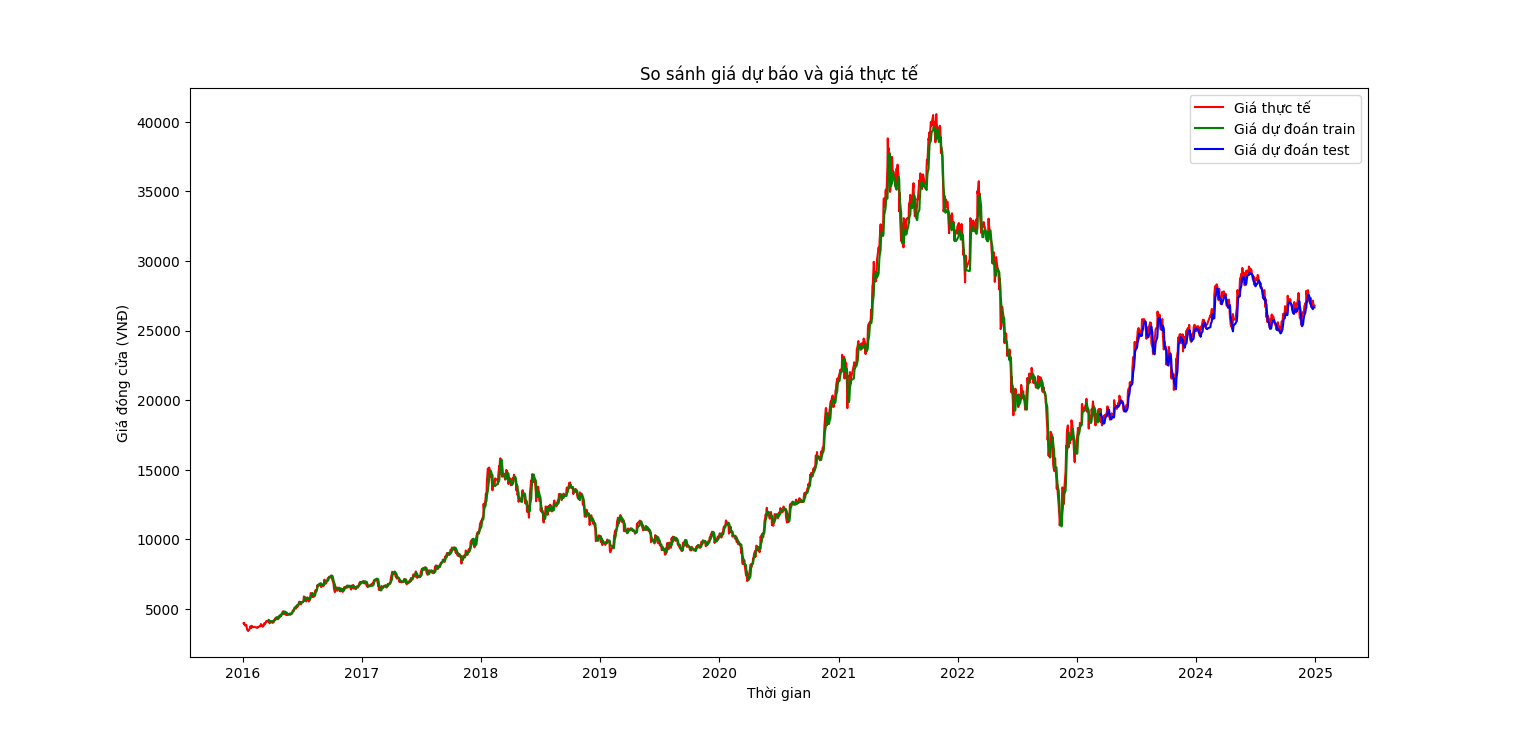 So sánh giá dự báo và giá thực tế
Giá thực tế
Giá dự đoán train
Giá dự đoán test
Giá đóng cửa (VNĐ)
40000
35000
30000
25000
20000
15000
10000
5000
2016 2017 2018 2019 2020 2021 2022 2023 2024 2025
Thời gian